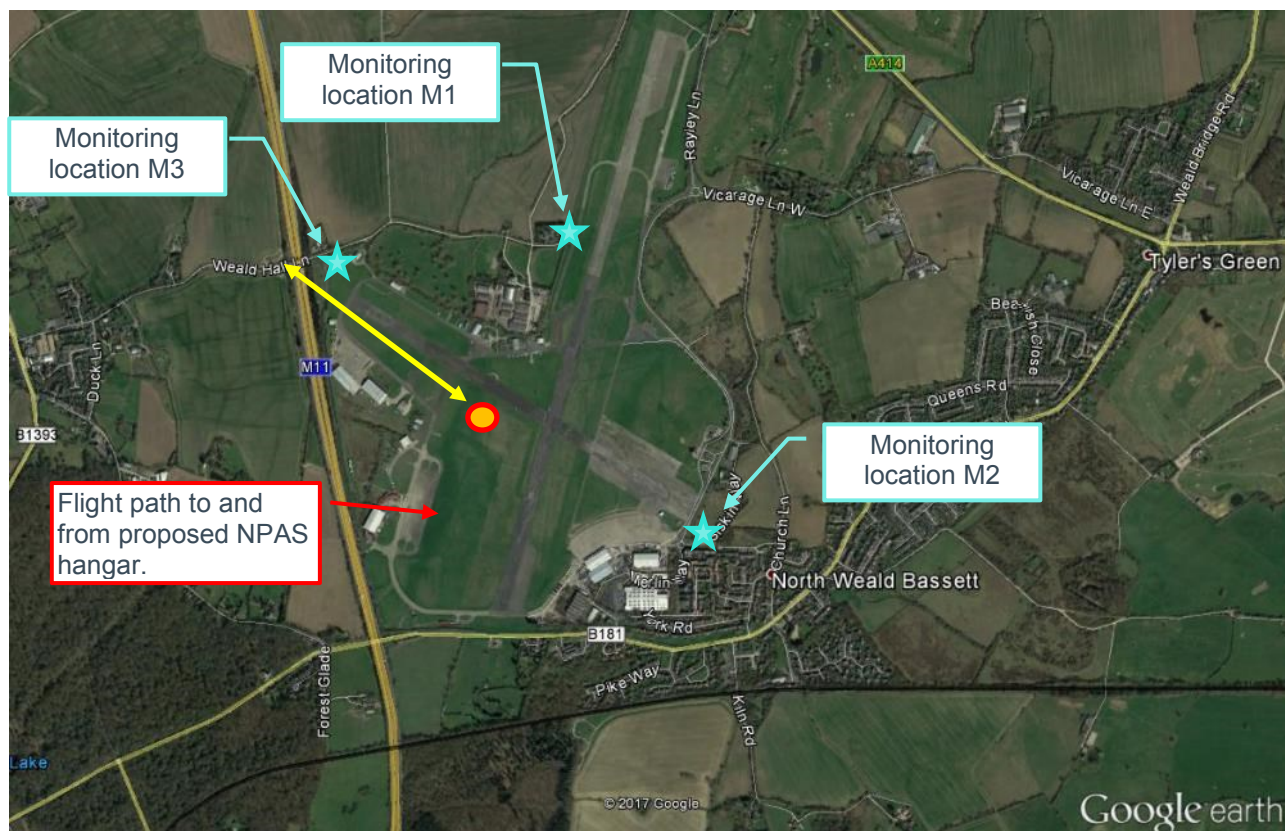 Monitoring
location M1
Monitoring
location M3
A414
Rayley Ln
Weald Bridge Rd
Vicarage Ln W
Vicarage Ln E
Tyler's Green
Weald Hall Ln
Duck Ln
M11
Queens Rd
B1393
Monitoring
location M2
Church Ln
Flight path to and
from proposed NPAS
hangar.
Merlin Way
North Weald Bassett
York Rd
B181
Pike Way
Forest Glade
Kiln Rd
Lake
© 2017 Google
Google earth